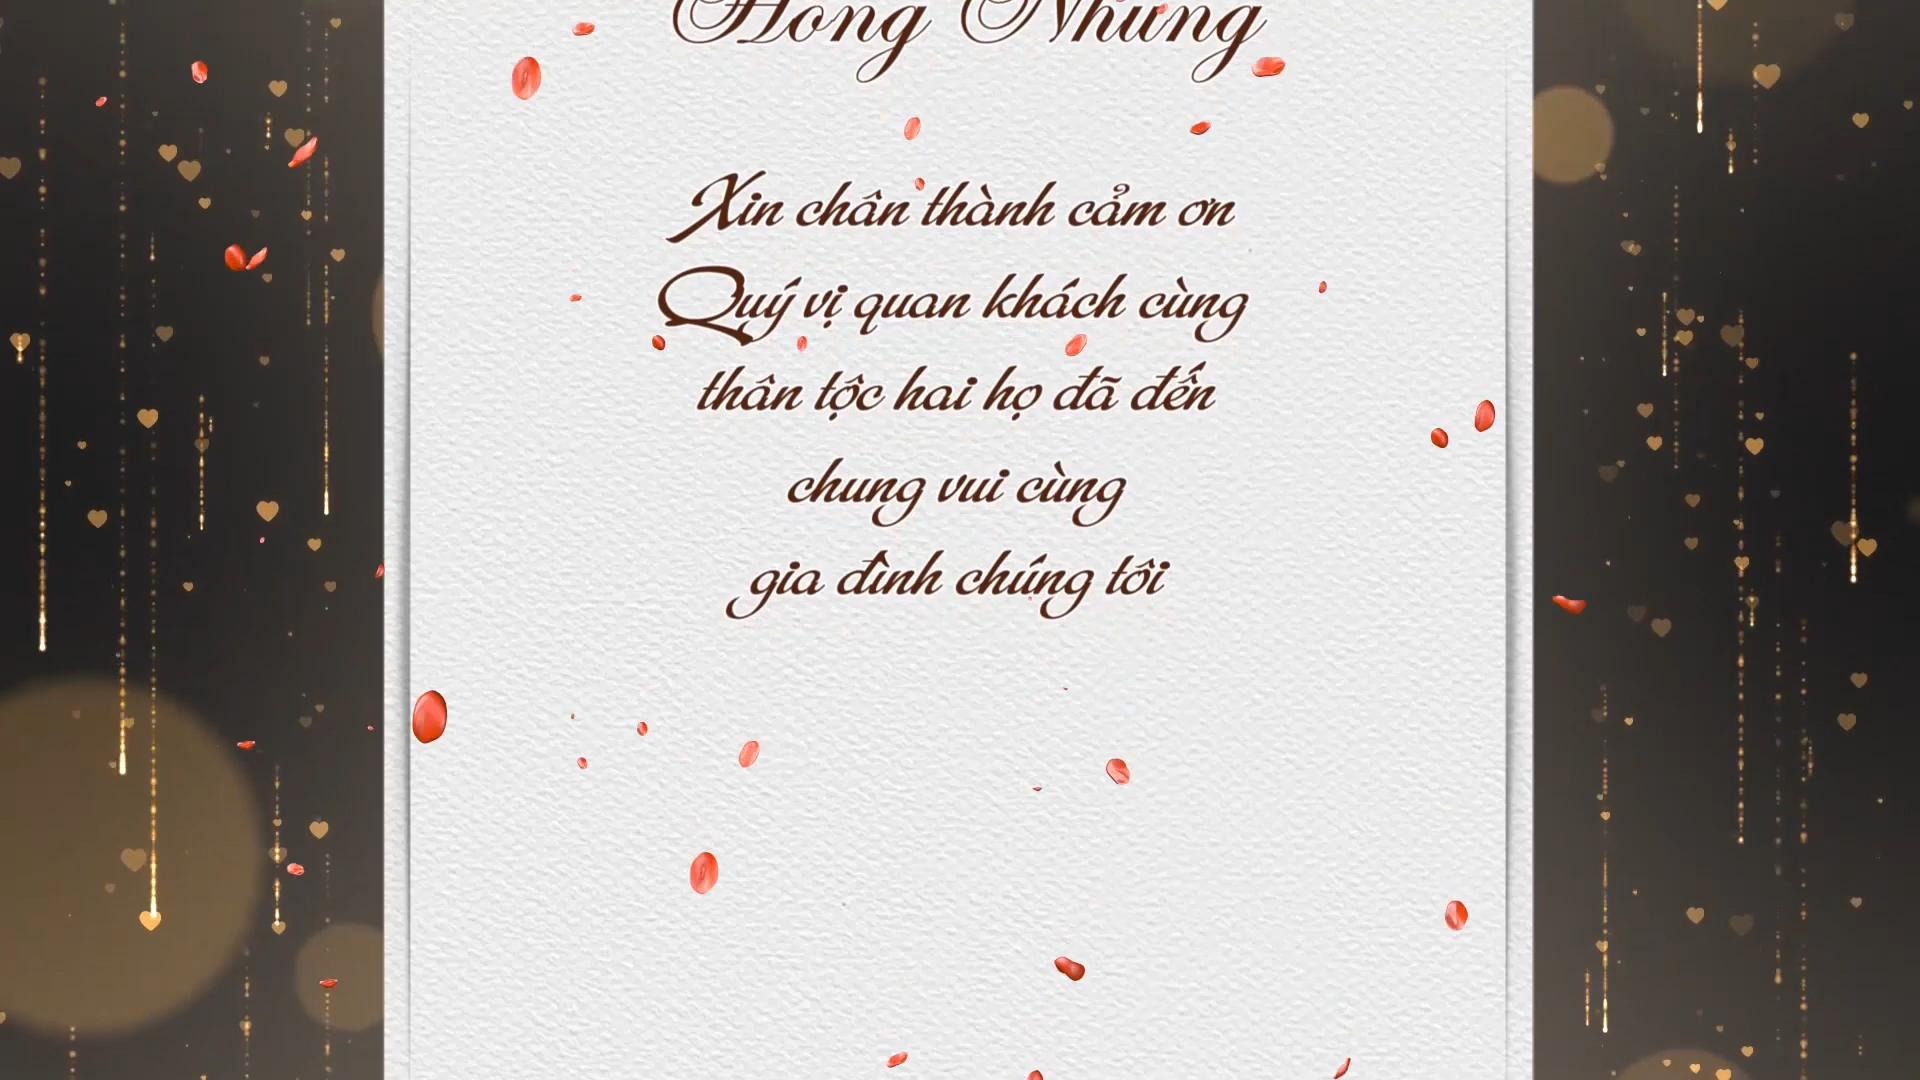 Hồng Nhung
Xin chân thành cảm ơn
Quý vị quan khách cùng
thân tộc hai họ đã đến
chung vui cùng
gia đình chúng tôi